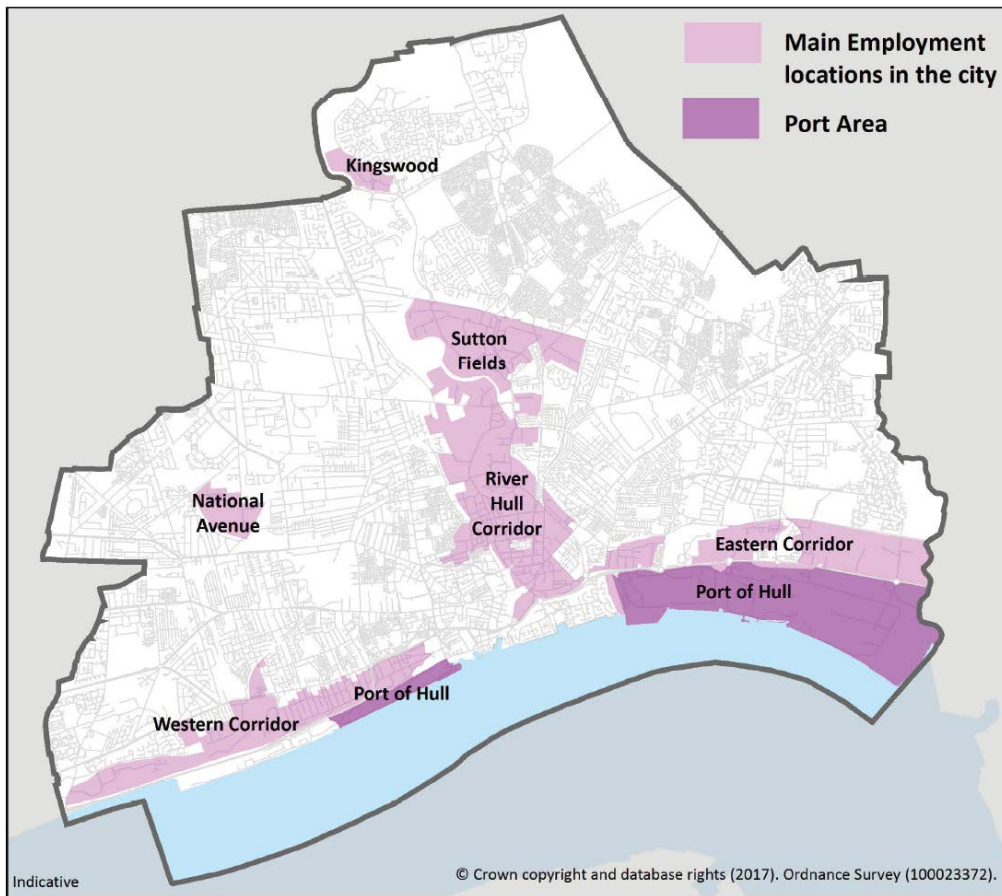 Main Employment
locations in the city
Port Area
Kingswood
Sutton
Fields
National
Avenue
River
Hull
Corridor
Eastern Corridor
Port of Hull
Port of Hull
Western Corridor
Indicative
© Crown copyright and database rights (2017). Ordnance Survey (100023372).